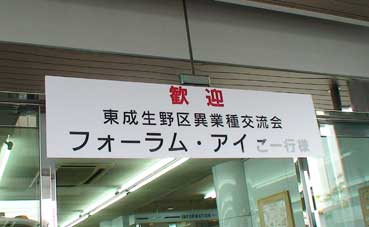 歓迎
東成生野区異業種交流会
フォーラム・アイ ご一行様